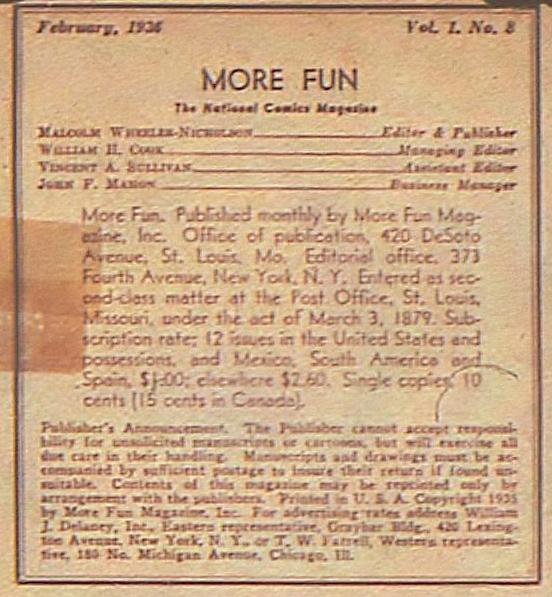 February, 1936 Vol. I. No. 8
MORE FUN
The National Comics Magazine
MALCOLM WHEELER-NICHOLSON Editor & Publisher
WILLIAM H. COOK Managing Editor
VINCENT A. SULLIVAN Assistant Editor
JOHN F. MAHON Business Manager
More Fun. Published monthly by More Fun Mag-
azine, Inc. Office of publication, 420 DeSoto
Avenue, St. Louis, Mo. Editorial office, 373
Fourth Avenue, New York, N. Y. Entered as sec-
ond-class matter at the Post Office, St. Louis,
Missouri, under the act of March 3, 1879. Sub-
scription rate; 12 issues in the United States and
possessions, and Mexico, South America and
Spain, $1.00; elsewhere $2.60. Single copies, 10
cents (15 cents in Canada).
Publisher's Announcement. The Publisher cannot accept responsi-
bility for unsolicited manuscripts or cartoons, but will exercise all
due care in their handling. Manuscripts and drawings must be ac-
companied by sufficient postage to insure their return if found un-
suitable. Contents of this magazine may be reprinted only by
arrangement with the publishers. Printed in U. S. A. Copyright 1935
by More Fun Magazine, Inc. For advertising rates address William
J. Delaney, Inc., Eastern representative, Graybar Bldg., 420 Lexing-
ton Avenue, New York, N. Y., or T. W. Farrell, Western representa-
tive, 180 No. Michigan Avenue, Chicago, Ill.